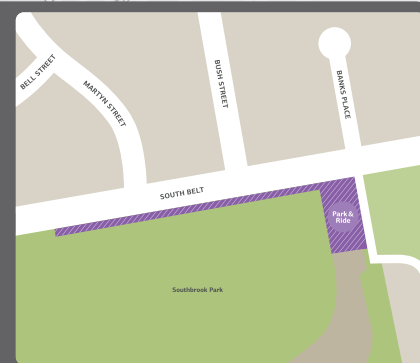 BELL STREET
MARTYN STREET
BUSH STREET
BANKS PLACE
SOUTH BELT
Park &
Ride
Southbrook Park